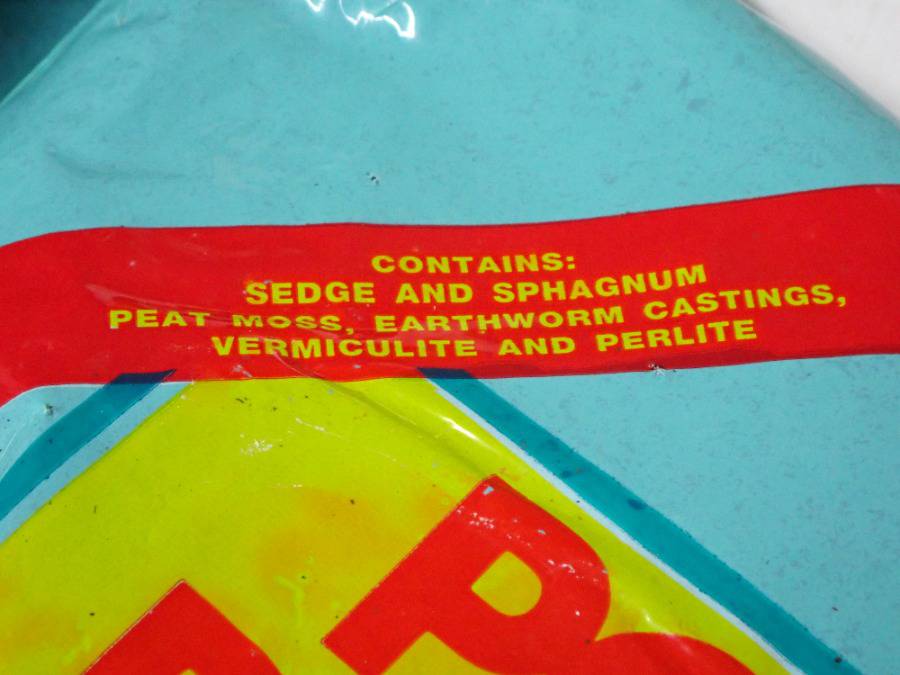 CONTAINS:
SEDGE AND SPHAGNUM
PEAT MOSS, EARTHWORM CASTINGS,
VERMICULITE AND PERLITE